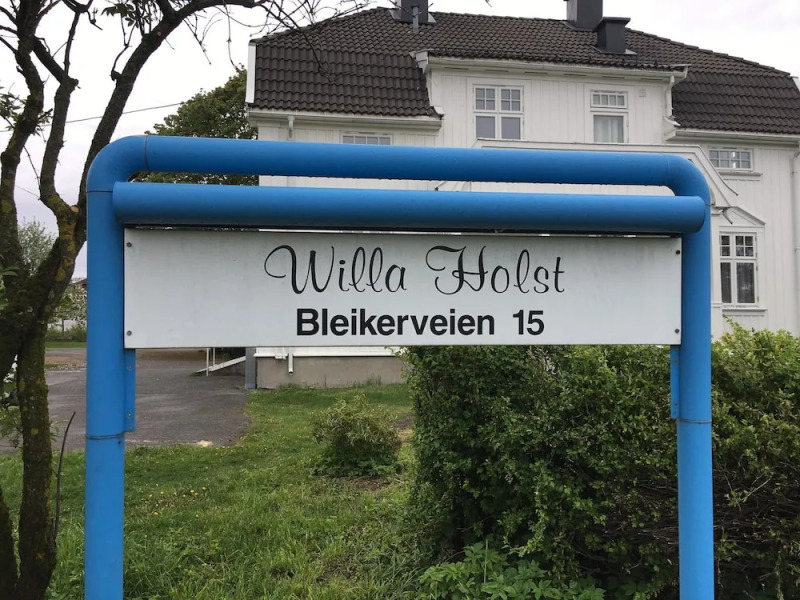 Willa Holst
Bleikerveien 15